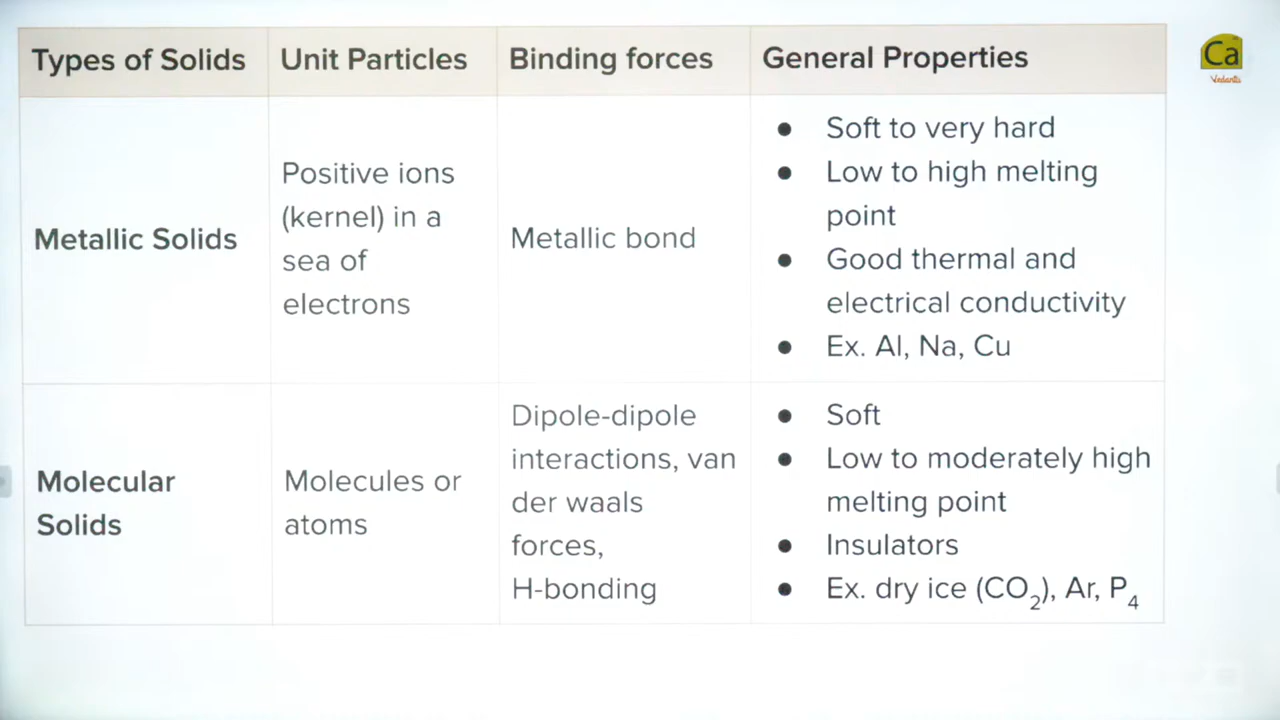 Types of Solids
Unit Particles
Binding forces
General Properties
Metallic Solids
Positive ions
(kernel) in a
sea of
electrons
Metallic bond
● Soft to very hard
● Low to high melting
point
● Good thermal and
electrical conductivity
● Ex. Al, Na, Cu
Molecular
Solids
Molecules or
atoms
Dipole-dipole
interactions, van
der waals
forces,
H-bonding
● Soft
● Low to moderately high
melting point
● Insulators
● Ex. dry ice (CO₂), Ar, P₄
Ca
Vedantu